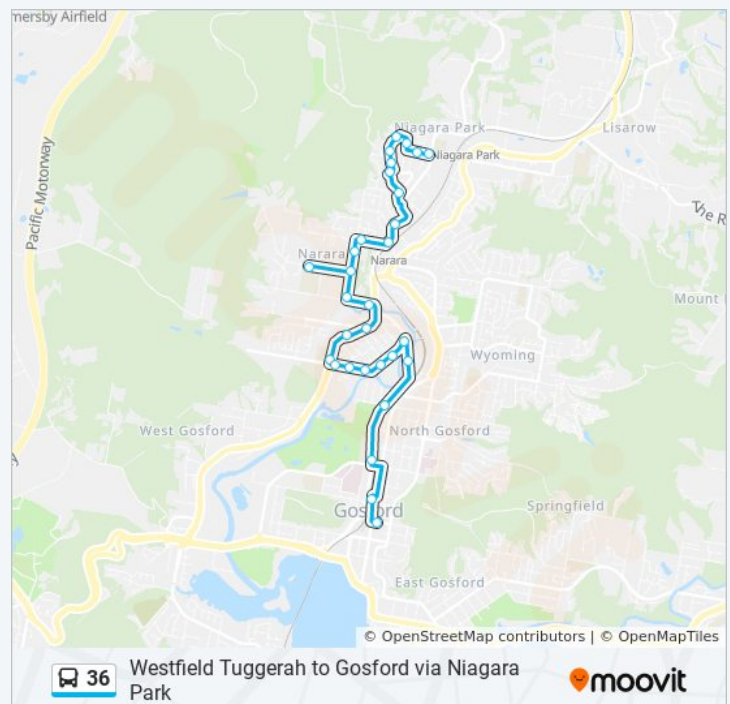 mersby Airfield
Pacific Motorway
Niagara Park
Lisarow
Niagara Park
The R
Narara
Narara
Mount
Wyoming
West Gosford
North Gosford
Springfield
Gosford
East Gosford
© OpenStreetMap contributors | © OpenMapTiles
36
Westfield Tuggerah to Gosford via Niagara
Park
moovit